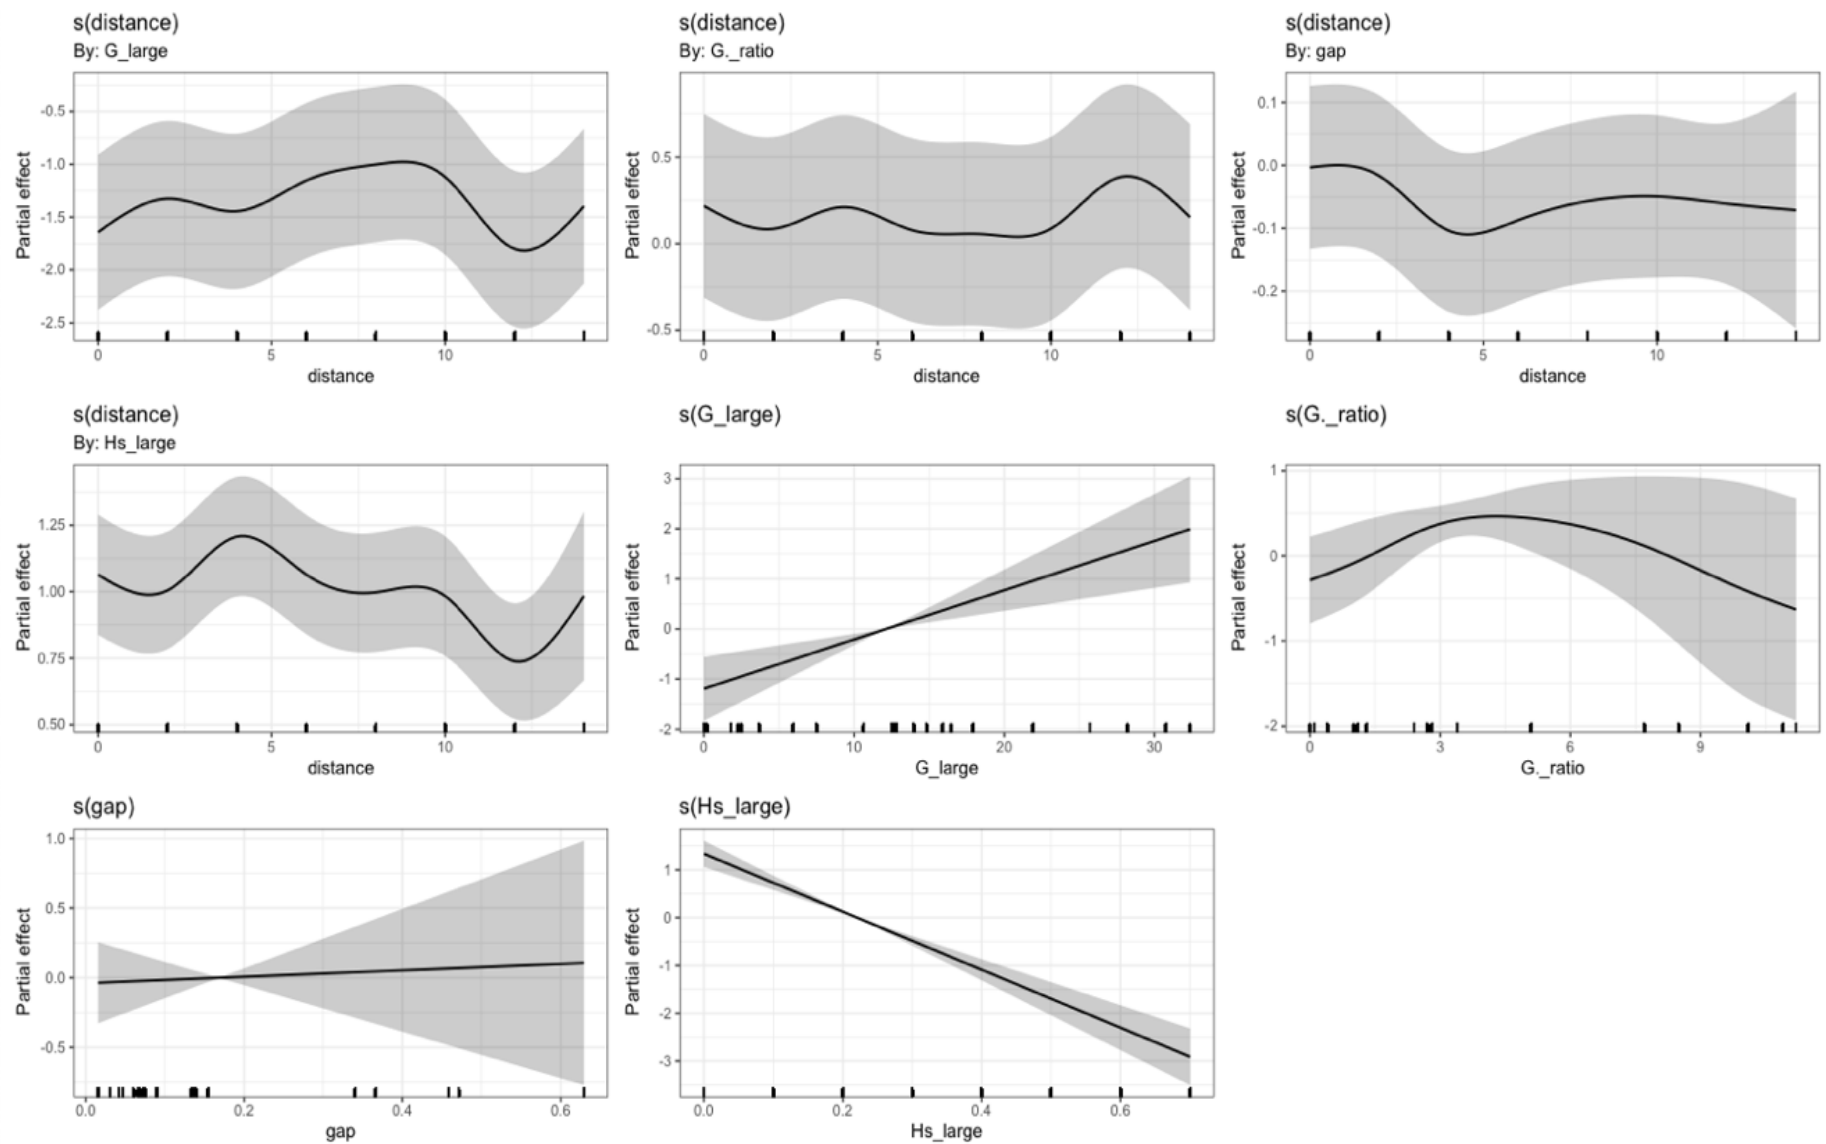 s(distance)
By: G_large
Partial effect
-0.5
-1.0
-1.5
-2.0
-2.5
0
5
10
distance
s(distance)
By: G._ratio
Partial effect
0.5
0.0
-0.5
0
5
10
distance
s(distance)
By: gap
Partial effect
0.1
0.0
-0.1
-0.2
0
5
10
distance
s(distance)
By: Hs_large
Partial effect
1.25
1.00
0.75
0.50
0
5
10
distance
s(G_large)
Partial effect
3
2
1
0
-1
-2
0
10
20
30
G_large
s(G._ratio)
Partial effect
1
0
-1
-2
0
3
6
9
G._ratio
s(gap)
Partial effect
1.0
0.5
0.0
-0.5
0.0
0.2
0.4
0.6
gap
s(Hs_large)
Partial effect
1
0
-1
-2
-3
0.0
0.2
0.4
0.6
Hs_large